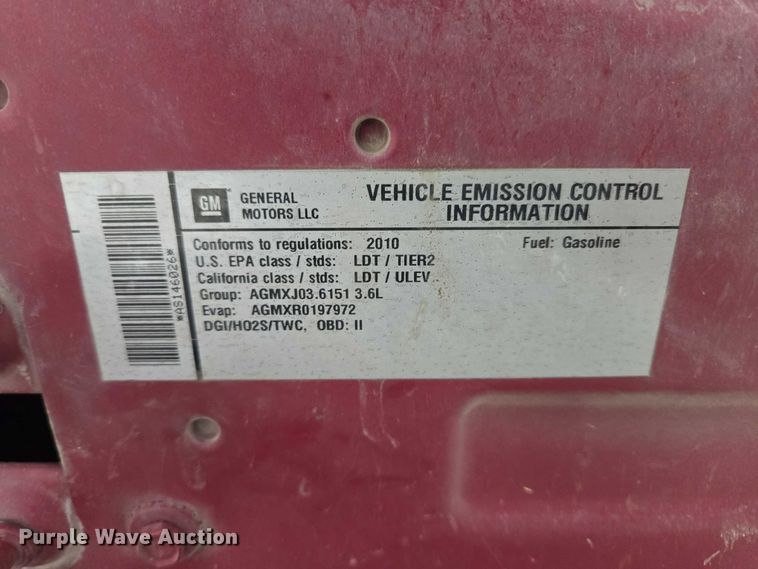 *AS146026*
GM
GENERAL
MOTORS LLC
VEHICLE EMISSION CONTROL
INFORMATION
Conforms to regulations: 2010 Fuel: Gasoline
U.S. EPA class / stds: LDT / TIER2
California class / stds: LDT / ULEV
Group: AGMXJ03.6151 3.6L
Evap: AGMXR0197972
DGI/HO2S/TWC, OBD: II
Purple Wave Auction